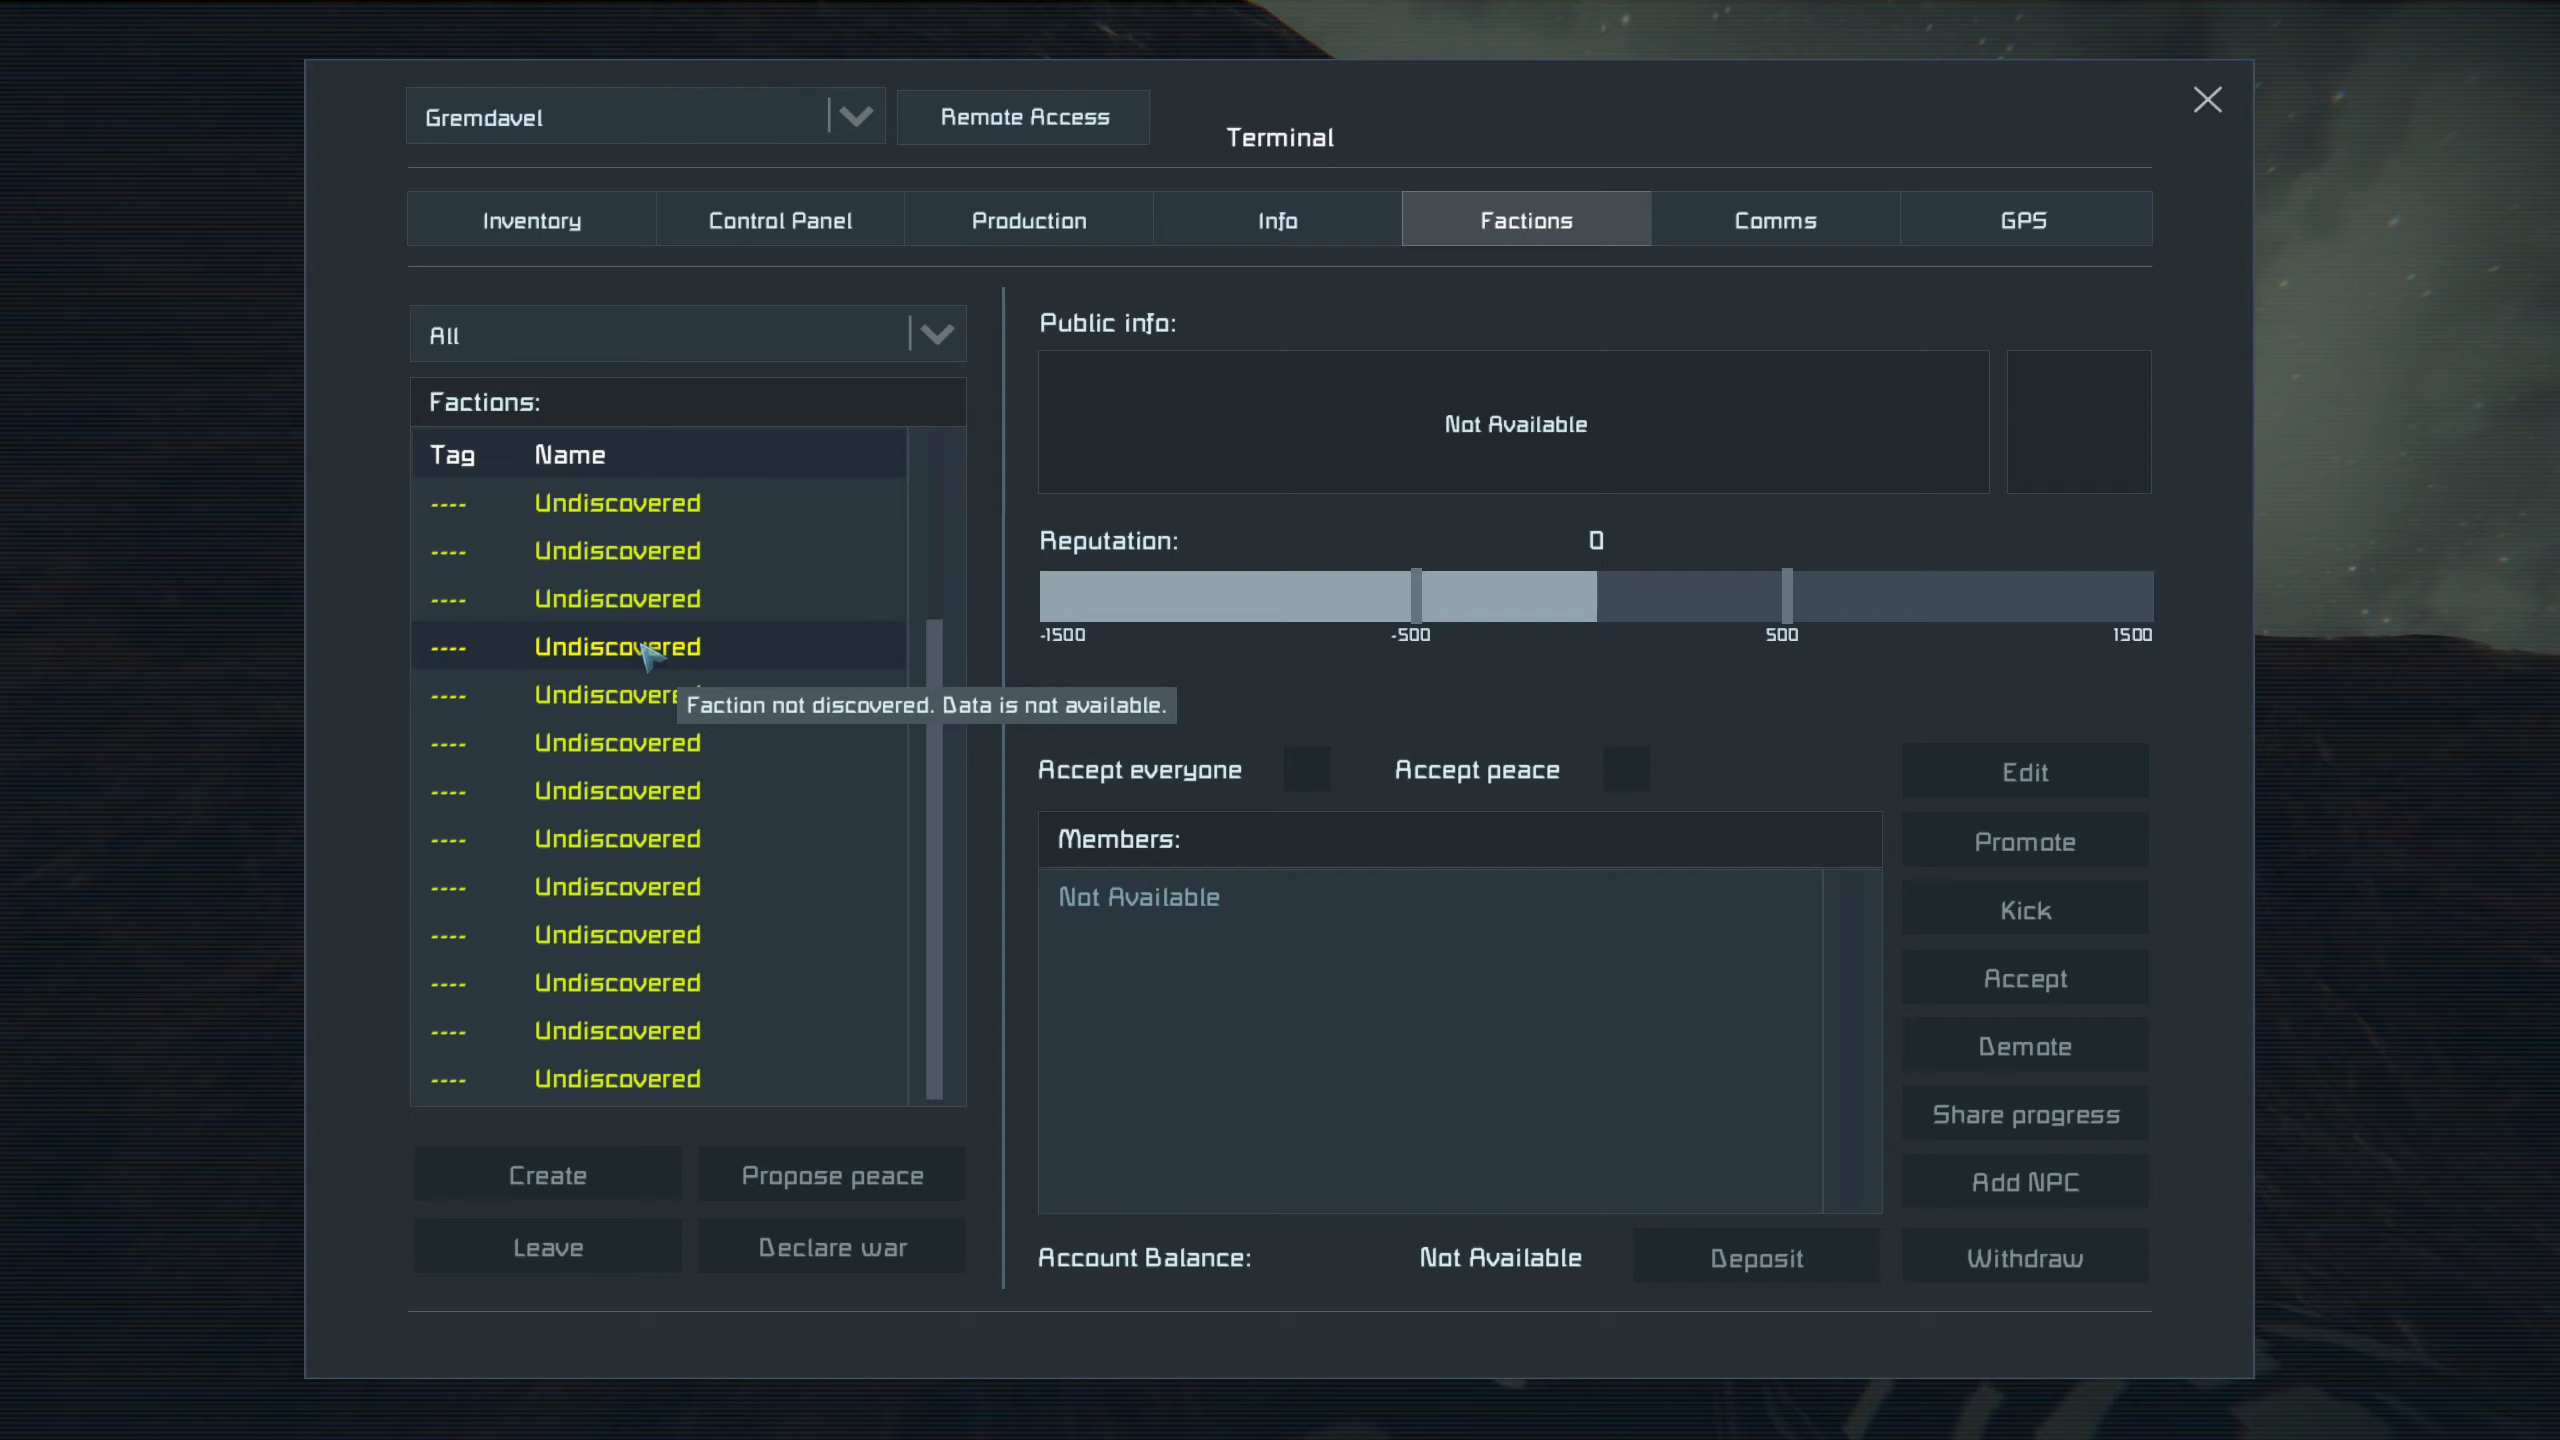 Gremdavel
Remote Access
Terminal
Inventory
Control Panel
Production
Info
Factions
Comms
GPS
All
Factions:
Tag Name
---- Undiscovered
---- Undiscovered
---- Undiscovered
---- Undiscovered
---- Undiscovered
Faction not discovered. Data is not available.
---- Undiscovered
---- Undiscovered
---- Undiscovered
---- Undiscovered
---- Undiscovered
---- Undiscovered
---- Undiscovered
---- Undiscovered
Create
Propose peace
Leave
Declare war
Public info:
Not Available
Reputation: 0
-1500 -500 500 1500
Accept everyone
Accept peace
Members:
Not Available
Edit
Promote
Kick
Accept
Demote
Share progress
Add NPC
Account Balance: Not Available
Deposit
Withdraw